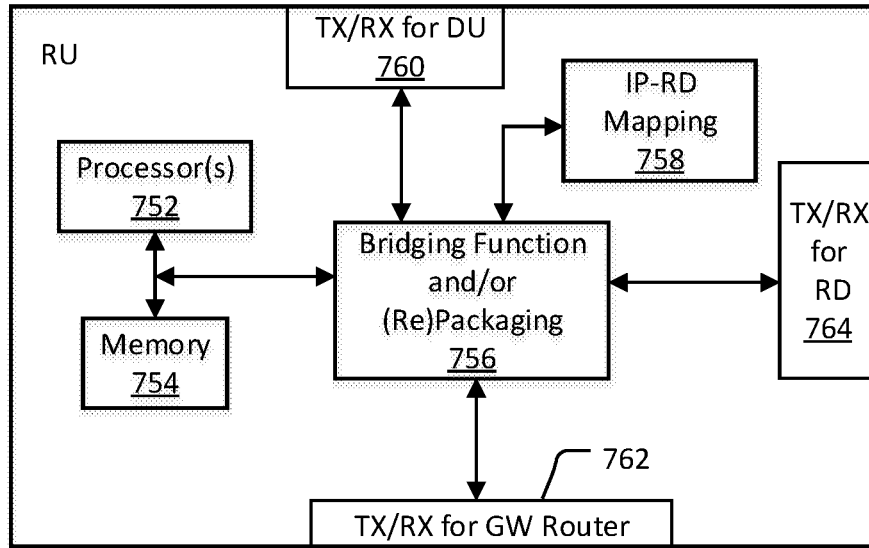 RU
TX/RX for DU
760
IP-RD
Mapping
758
Processor(s)
752
TX/RX
for
RD
764
Bridging Function
and/or
(Re)Packaging
756
Memory
754
762
TX/RX for GW Router